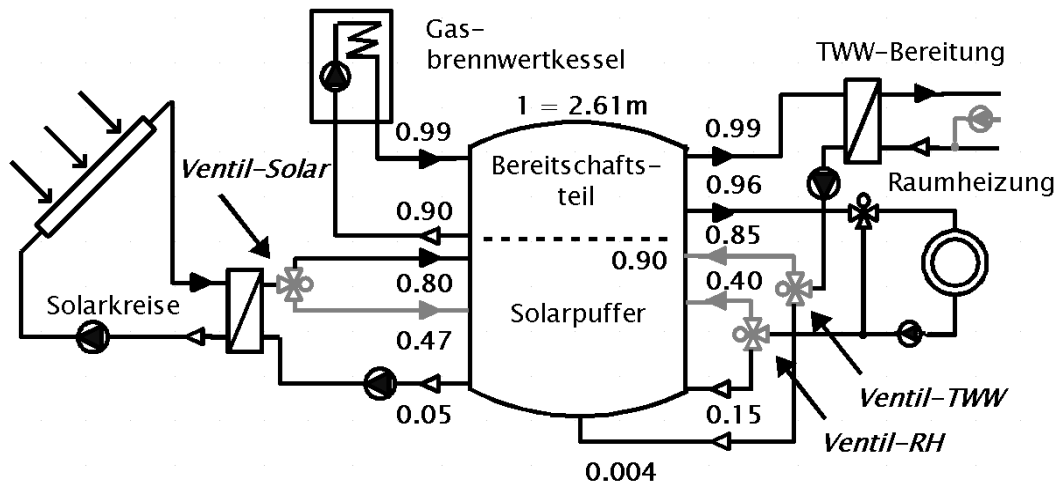 Gas-
brennwertkessel
TWW-Bereitung
1 = 2.61m
0.99
0.99
Ventil-Solar
Bereitschafts-
teil
0.96
Raumheizung
0.90
0.85
0.90
0.80
0.40
Solarkreise
Solarpuffer
0.47
0.05
0.15
Ventil-TWW
Ventil-RH
0.004